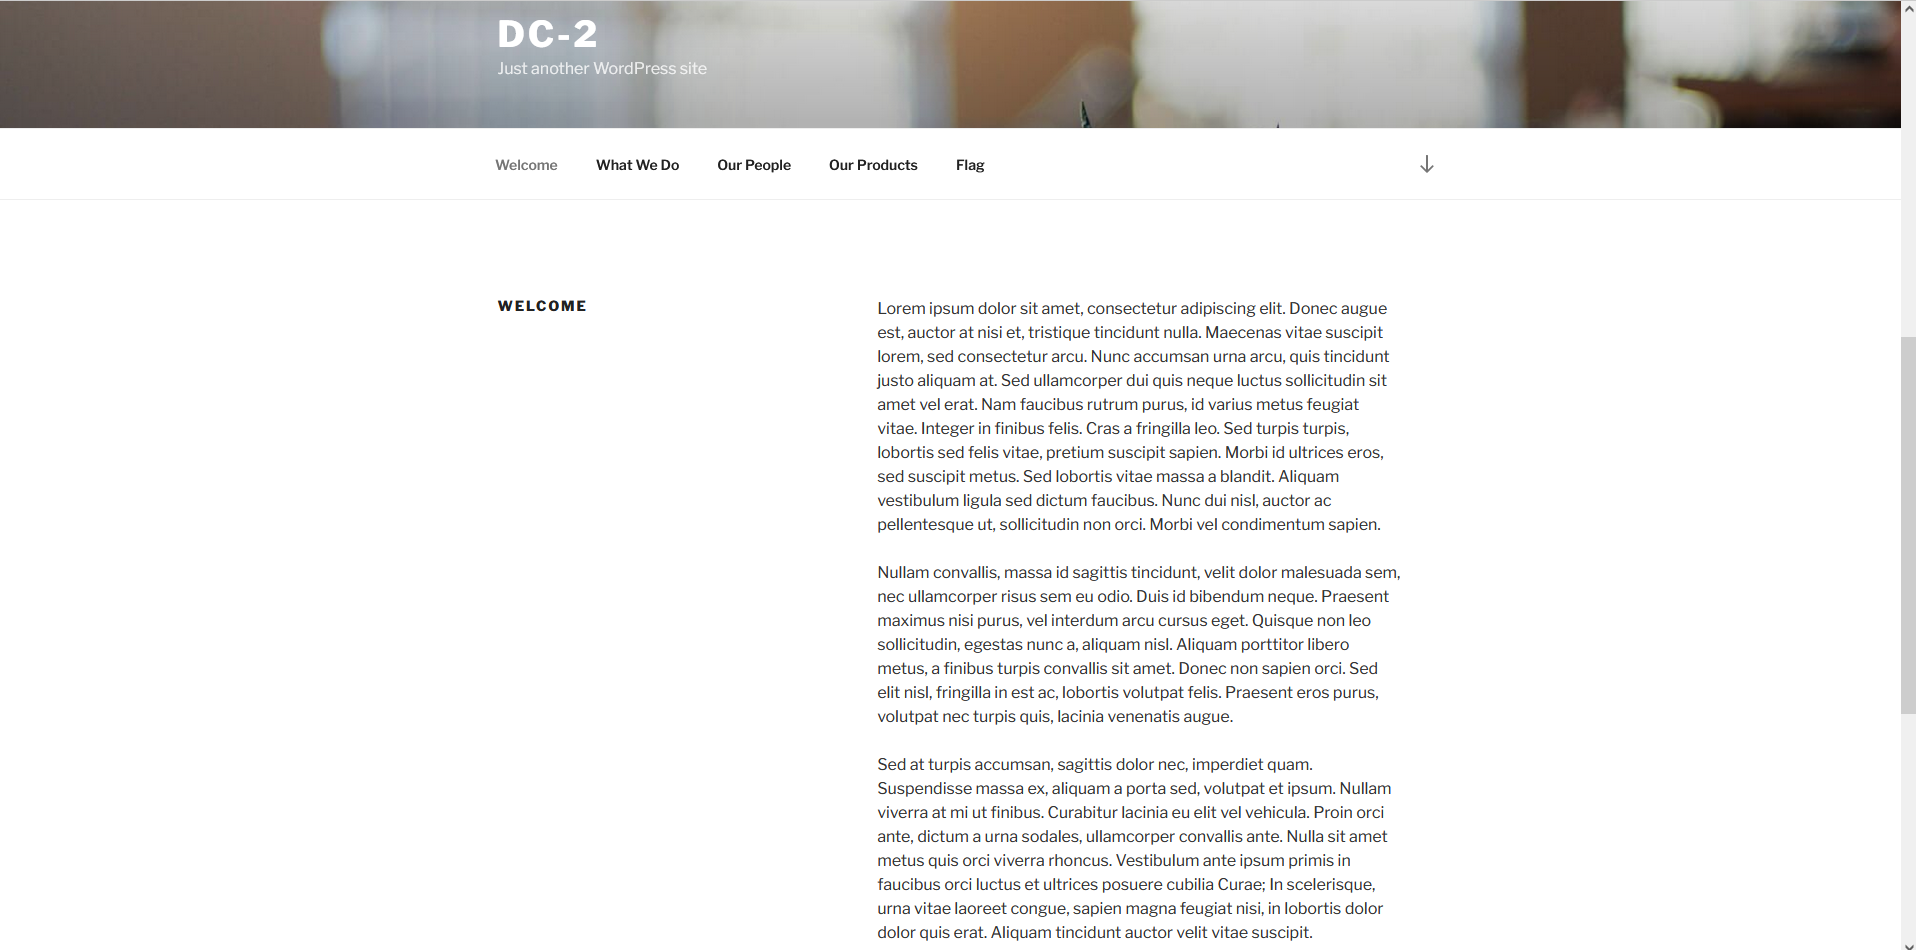 DC-2
Just another WordPress site
Welcome What We Do Our People Our Products Flag
WELCOME
Lorem ipsum dolor sit amet, consectetur adipiscing elit. Donec augue
est, auctor at nisi et, tristique tincidunt nulla. Maecenas vitae suscipit
lorem, sed consectetur arcu. Nunc accumsan urna arcu, quis tincidunt
justo aliquam at. Sed ullamcorper dui quis neque luctus sollicitudin sit
amet vel erat. Nam faucibus rutrum purus, id varius metus feugiat
vitae. Integer in finibus felis. Cras a fringilla leo. Sed turpis turpis,
lobortis sed felis vitae, pretium suscipit sapien. Morbi id ultrices eros,
sed suscipit metus. Sed lobortis vitae massa a blandit. Aliquam
vestibulum ligula sed dictum faucibus. Nunc dui nisl, auctor ac
pellentesque ut, sollicitudin non orci. Morbi vel condimentum sapien.
Nullam convallis, massa id sagittis tincidunt, velit dolor malesuada sem,
nec ullamcorper risus sem eu odio. Duis id bibendum neque. Praesent
maximus nisi purus, vel interdum arcu cursus eget. Quisque non leo
sollicitudin, egestas nunc a, aliquam nisl. Aliquam porttitor libero
metus, a finibus turpis convallis sit amet. Donec non sapien orci. Sed
elit nisl, fringilla in est ac, lobortis volutpat felis. Praesent eros purus,
volutpat nec turpis quis, lacinia venenatis augue.
Sed at turpis accumsan, sagittis dolor nec, imperdiet quam.
Suspendisse massa ex, aliquam a porta sed, volutpat et ipsum. Nullam
viverra at mi ut finibus. Curabitur lacinia eu elit vel vehicula. Proin orci
ante, dictum a urna sodales, ullamcorper convallis ante. Nulla sit amet
metus quis orci viverra rhoncus. Vestibulum ante ipsum primis in
faucibus orci luctus et ultrices posuere cubilia Curae; In scelerisque,
urna vitae laoreet congue, sapien magna feugiat nisi, in lobortis dolor
dolor quis erat. Aliquam tincidunt auctor velit vitae suscipit.